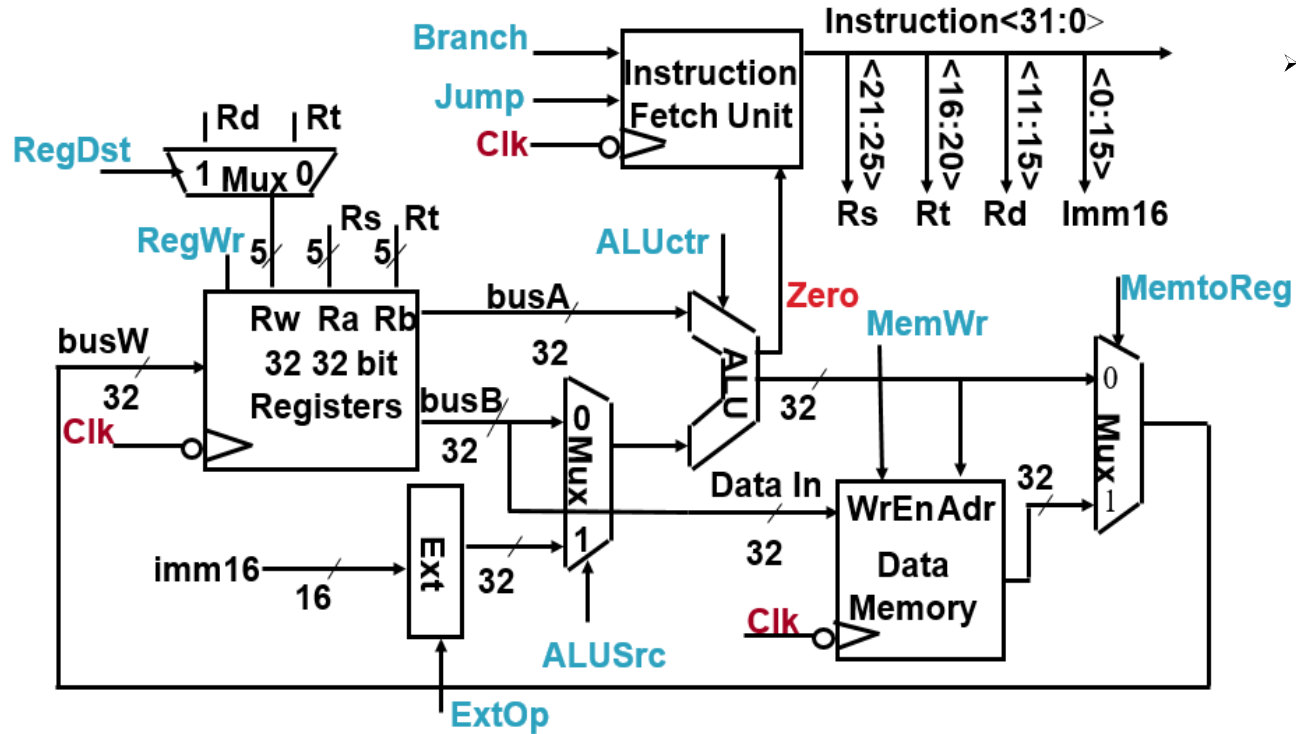 Instruction<31:0>
Branch
Instruction
Fetch Unit
Jump
Clk
<21:25>
<16:20>
<11:15>
<0:15>
Rs
Rt
Rd
Imm16
Rd
Rt
RegDst
1
Mux
0
RegWr
5
5
Rs
5
Rt
ALUctr
busA
32
Zero
MemWr
MemtoReg
busW
32
Rw
Ra
Rb
32 32 bit
Registers
Clk
busB
32
0
Mux
1
ALU
32
0
Mux
1
Data In
32
WrEn
Adr
32
Data
Memory
Clk
imm16
16
Ext
32
ALUSrc
ExtOp